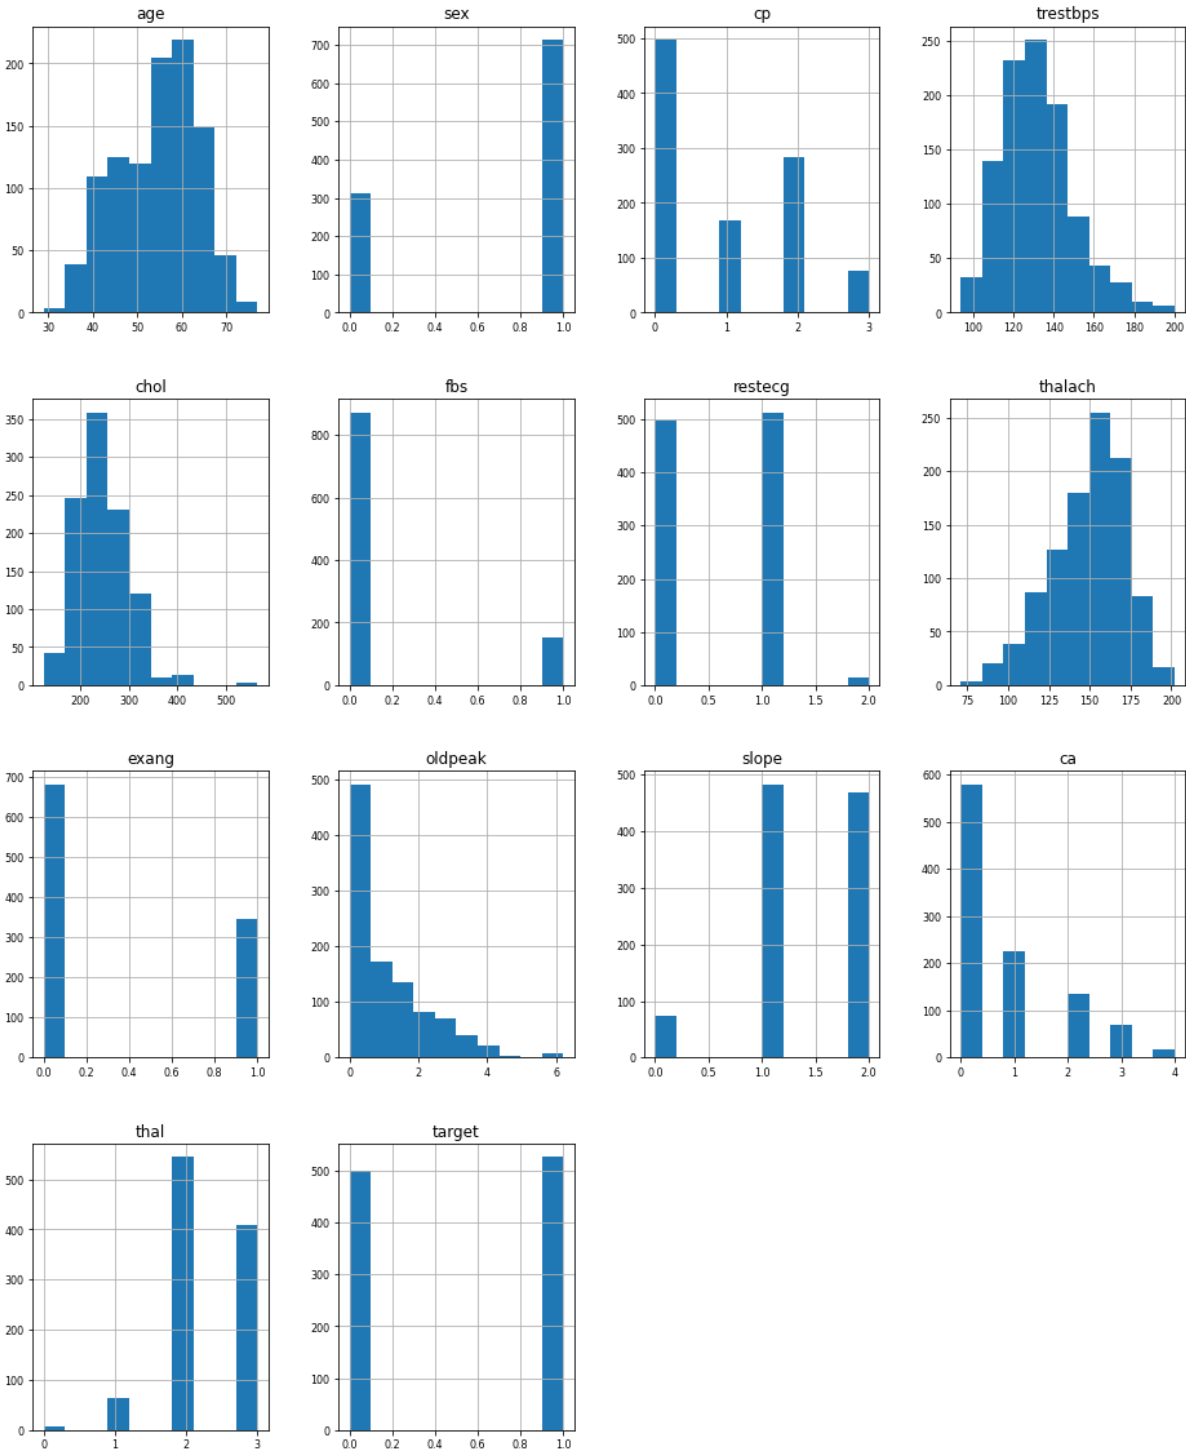 age sex cp trestbps
200 150 100 50 0
30 40 50 60 70
700 600 500 400 300 200 100 0
0.0 0.2 0.4 0.6 0.8 1.0
500 400 300 200 100 0
0 1 2 3
250 200 150 100 50 0
100 120 140 160 180 200
chol fbs restecg thalach
350 300 250 200 150 100 50 0
200 300 400 500
800 600 400 200 0
0.0 0.2 0.4 0.6 0.8 1.0
500 400 300 200 100 0
0.0 0.5 1.0 1.5 2.0
250 200 150 100 50 0
75 100 125 150 175 200
exang oldpeak slope ca
700 600 500 400 300 200 100 0
0.0 0.2 0.4 0.6 0.8 1.0
500 400 300 200 100 0
0 2 4 6
500 400 300 200 100 0
0.0 0.5 1.0 1.5 2.0
600 500 400 300 200 100 0
0 1 2 3 4
thal target
500 400 300 200 100 0
0 1 2 3
500 400 300 200 100 0
0.0 0.2 0.4 0.6 0.8 1.0